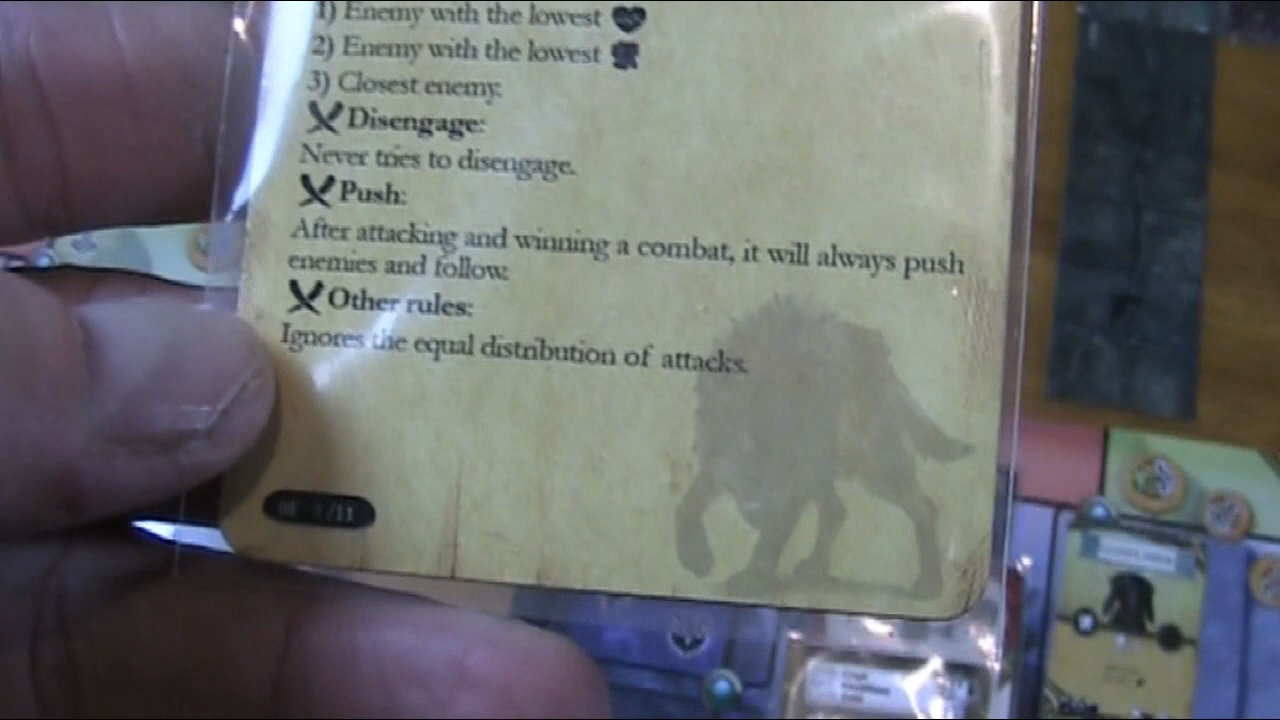 1) Enemy with the lowest
2) Enemy with the lowest
3) Closest enemy.
Disengage:
Never tries to disengage.
Push:
After attacking and winning a combat, it will always push
enemies and follow.
Other rules:
Ignores the equal distribution of attacks.
/11